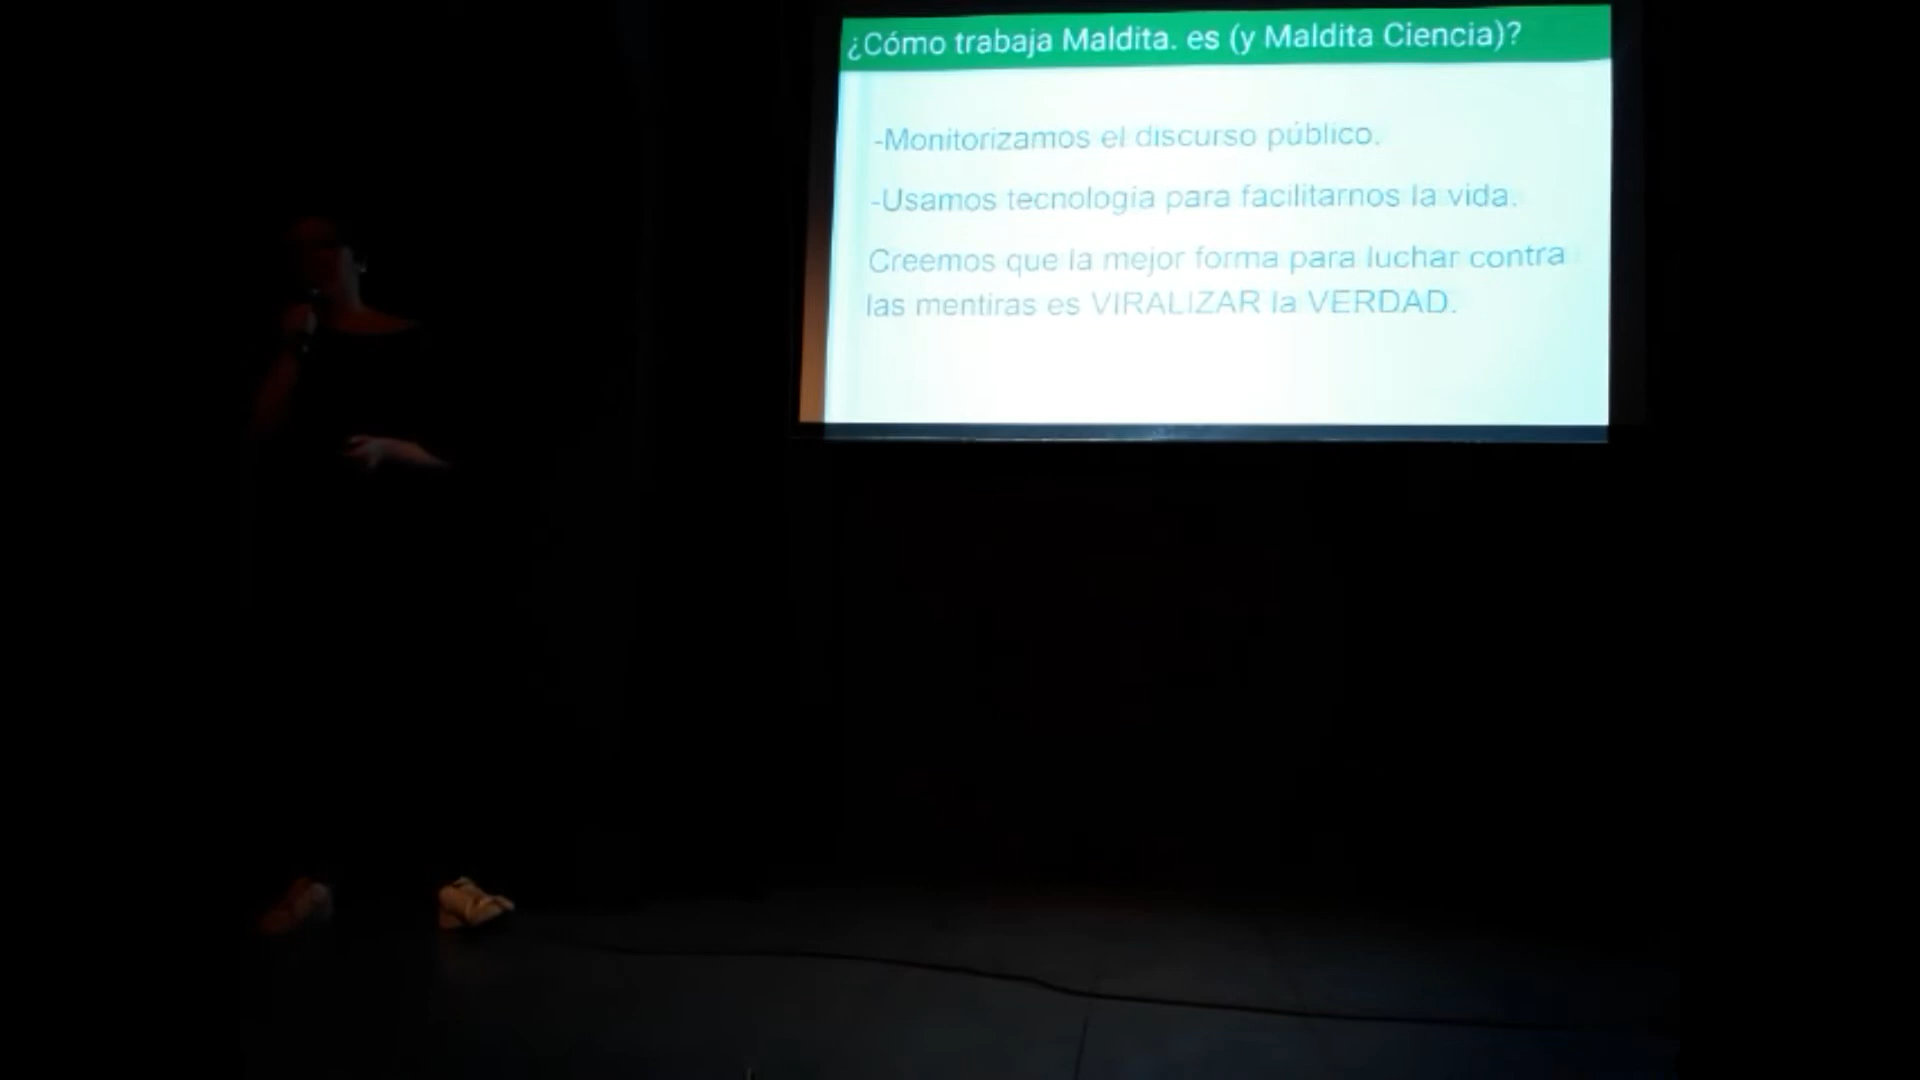 ¿Cómo trabaja Maldita. es (y Maldita Ciencia)?
-Monitorizamos el discurso público.
-Usamos tecnología para facilitarnos la vida.
Creemos que la mejor forma para luchar contra
las mentiras es VIRALIZAR la VERDAD.